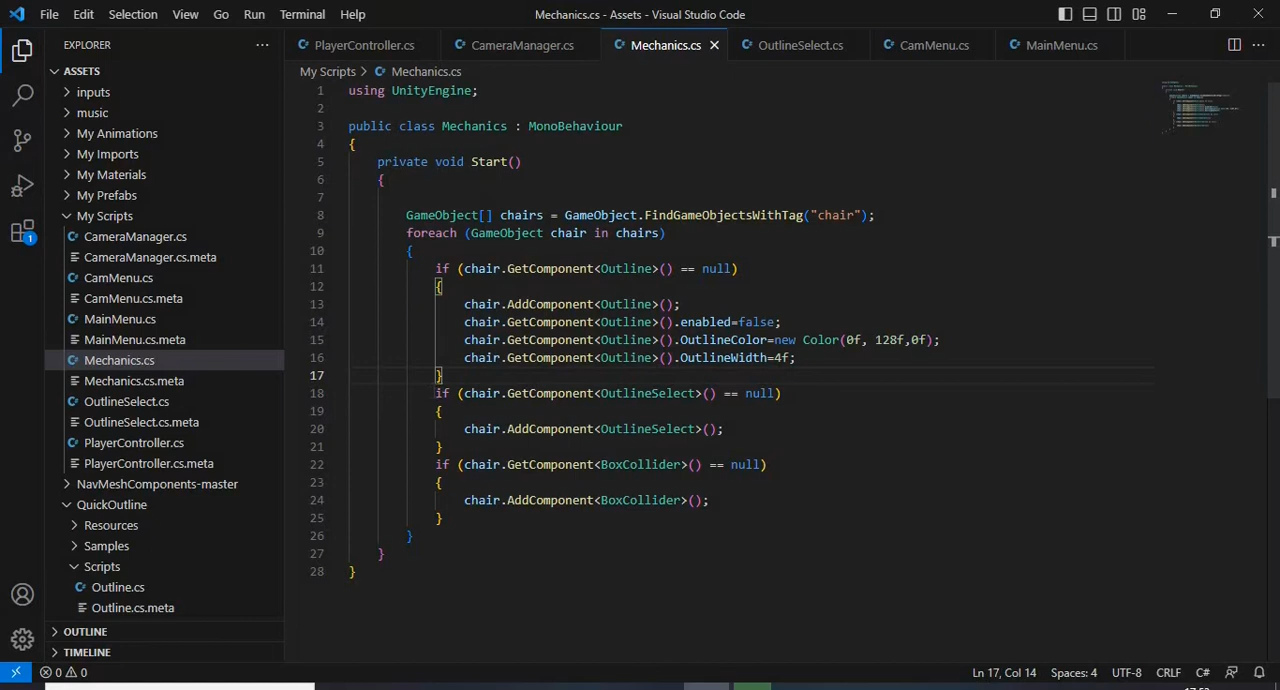 File Edit Selection View Go Run Terminal Help Mechanics.cs - Assets - Visual Studio Code
EXPLORER
PlayerController.cs CameraManager.cs Mechanics.cs OutlineSelect.cs CamMenu.cs MainMenu.cs
My Scripts > Mechanics.cs
ASSETS
inputs
music
My Animations
My Imports
My Materials
My Prefabs
My Scripts
CameraManager.cs
CameraManager.cs.meta
CamMenu.cs
CamMenu.cs.meta
MainMenu.cs
MainMenu.cs.meta
Mechanics.cs
Mechanics.cs.meta
OutlineSelect.cs
OutlineSelect.cs.meta
PlayerController.cs
PlayerController.cs.meta
NavMeshComponents-master
QuickOutline
Resources
Samples
Scripts
Outline.cs
Outline.cs.meta
OUTLINE
TIMELINE
1 using UnityEngine;
2
3 public class Mechanics : MonoBehaviour
4 {
5 private void Start()
6 {
7
8 GameObject[] chairs = GameObject.FindGameObjectsWithTag("chair");
9 foreach (GameObject chair in chairs)
10 {
11 if (chair.GetComponent<Outline>() == null)
12 {
13 chair.AddComponent<Outline>();
14 chair.GetComponent<Outline>().enabled=false;
15 chair.GetComponent<Outline>().OutlineColor=new Color(0f, 128f,0f);
16 chair.GetComponent<Outline>().OutlineWidth=4f;
17 }
18 if (chair.GetComponent<OutlineSelect>() == null)
19 {
20 chair.AddComponent<OutlineSelect>();
21 }
22 if (chair.GetComponent<BoxCollider>() == null)
23 {
24 chair.AddComponent<BoxCollider>();
25 }
26 }
27 }
28 }
1
0 0 Ln 17, Col 14 Spaces: 4 UTF-8 CRLF C#